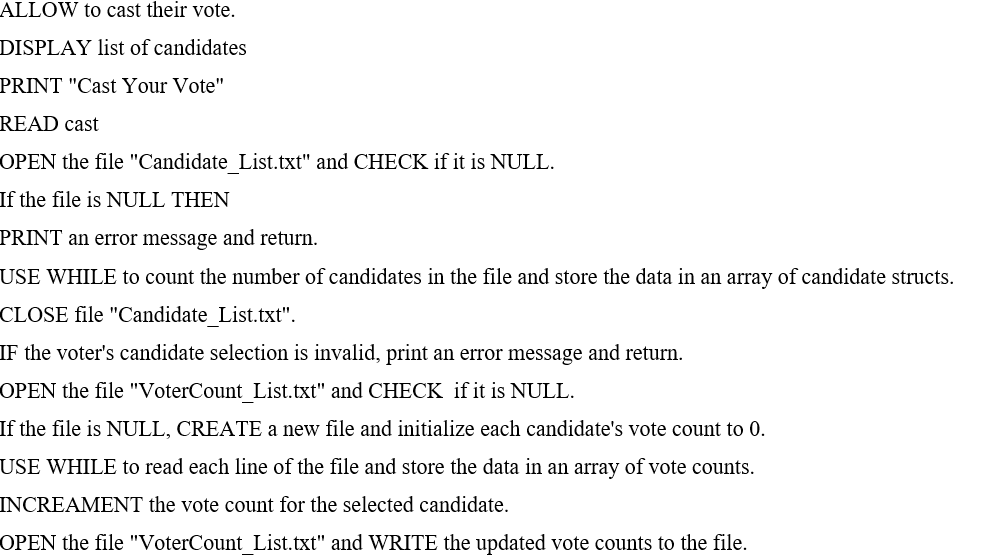 ALLOW to cast their vote.
DISPLAY list of candidates
PRINT "Cast Your Vote"
READ cast
OPEN the file "Candidate_List.txt" and CHECK if it is NULL.
If the file is NULL THEN
PRINT an error message and return.
USE WHILE to count the number of candidates in the file and store the data in an array of candidate structs.
CLOSE file "Candidate_List.txt".
IF the voter's candidate selection is invalid, print an error message and return.
OPEN the file "VoterCount_List.txt" and CHECK  if it is NULL.
If the file is NULL, CREATE a new file and initialize each candidate's vote count to 0.
USE WHILE to read each line of the file and store the data in an array of vote counts.
INCREAMENT the vote count for the selected candidate.
OPEN the file "VoterCount_List.txt" and WRITE the updated vote counts to the file.